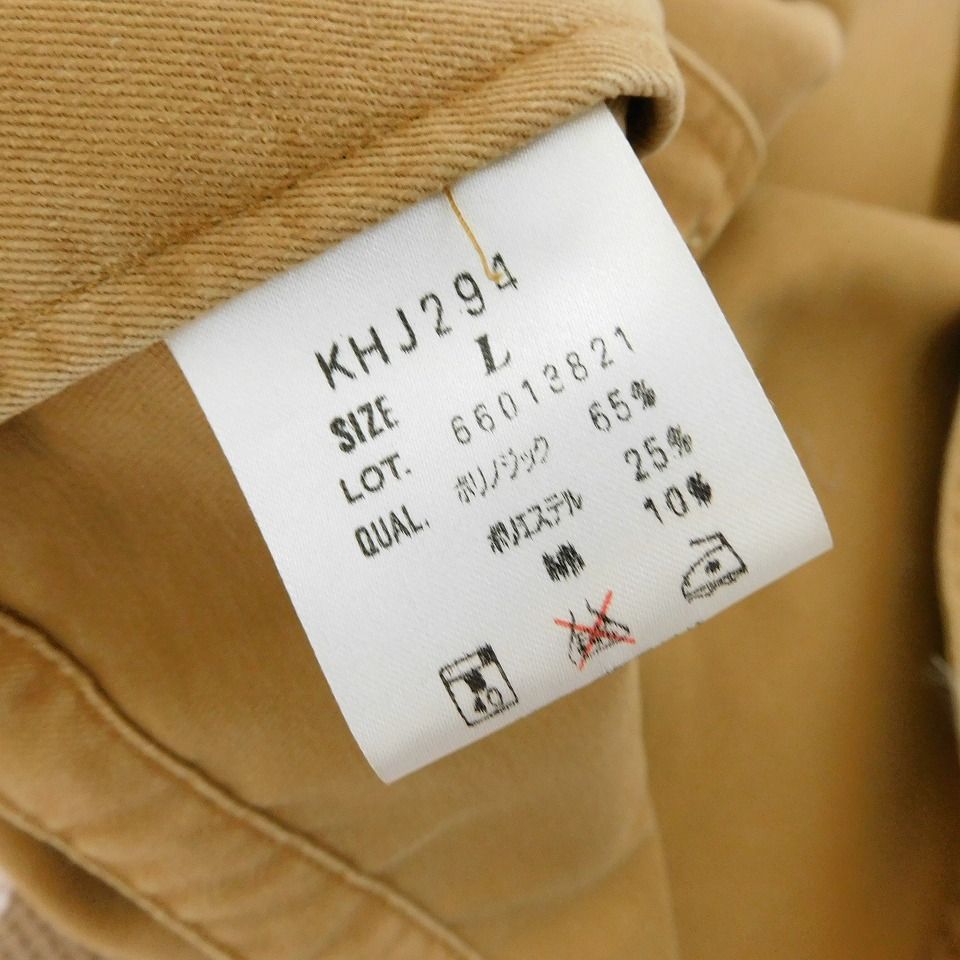 KHJ294
SIZE L
LOT. 66013821
QUAL. ポリノジック 65%
ポリエステル 25%
10%